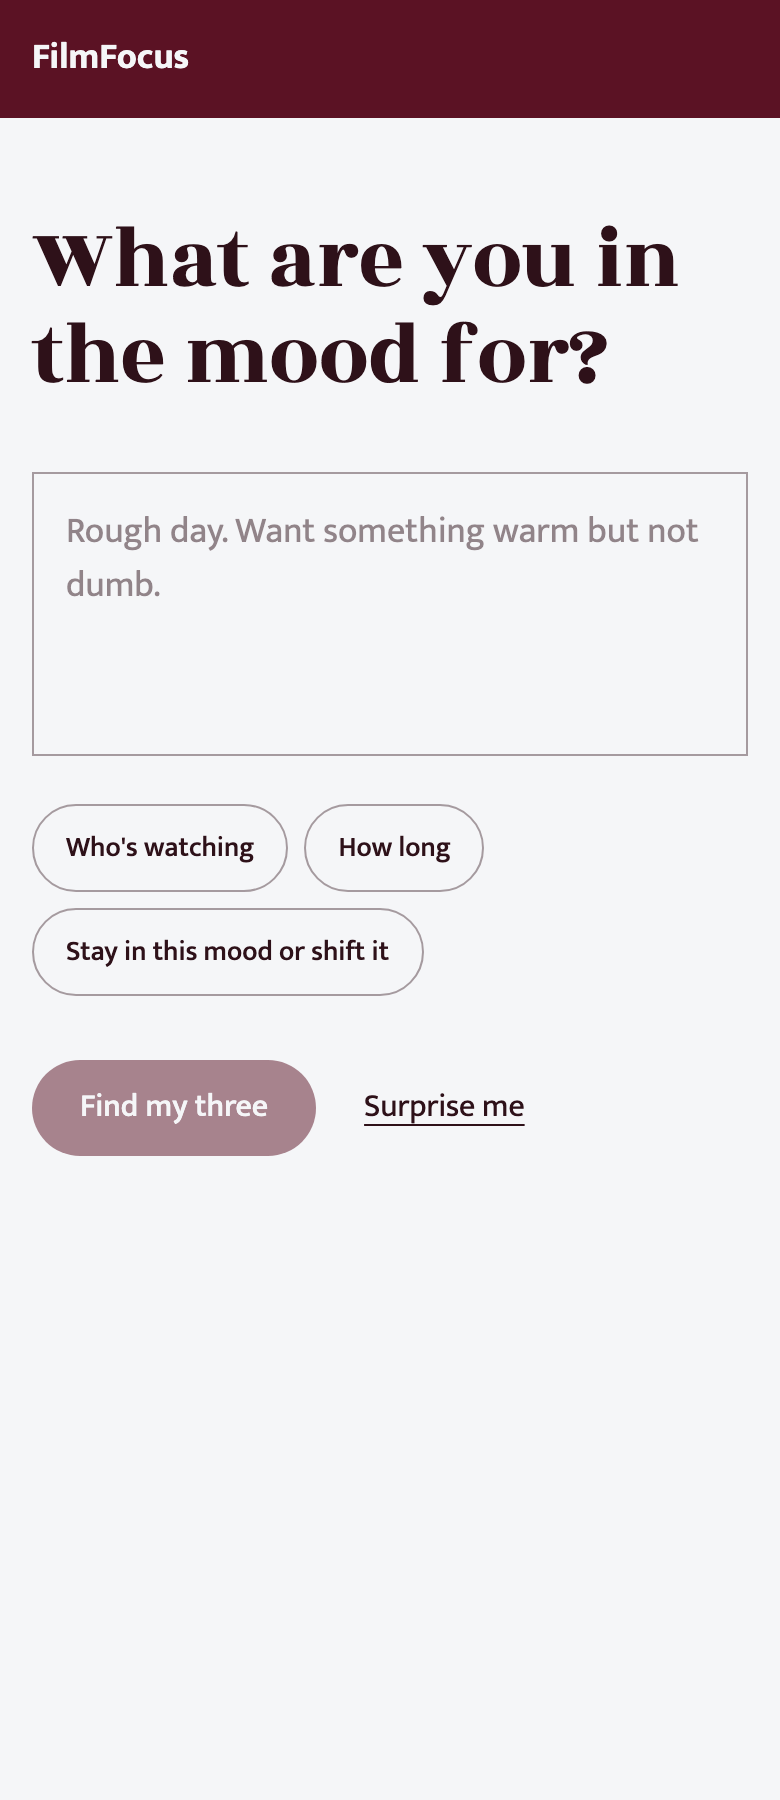 FilmFocus
What are you in
the mood for?
Rough day. Want something warm but not
dumb.
Who's watching
How long
Stay in this mood or shift it
Find my three
Surprise me